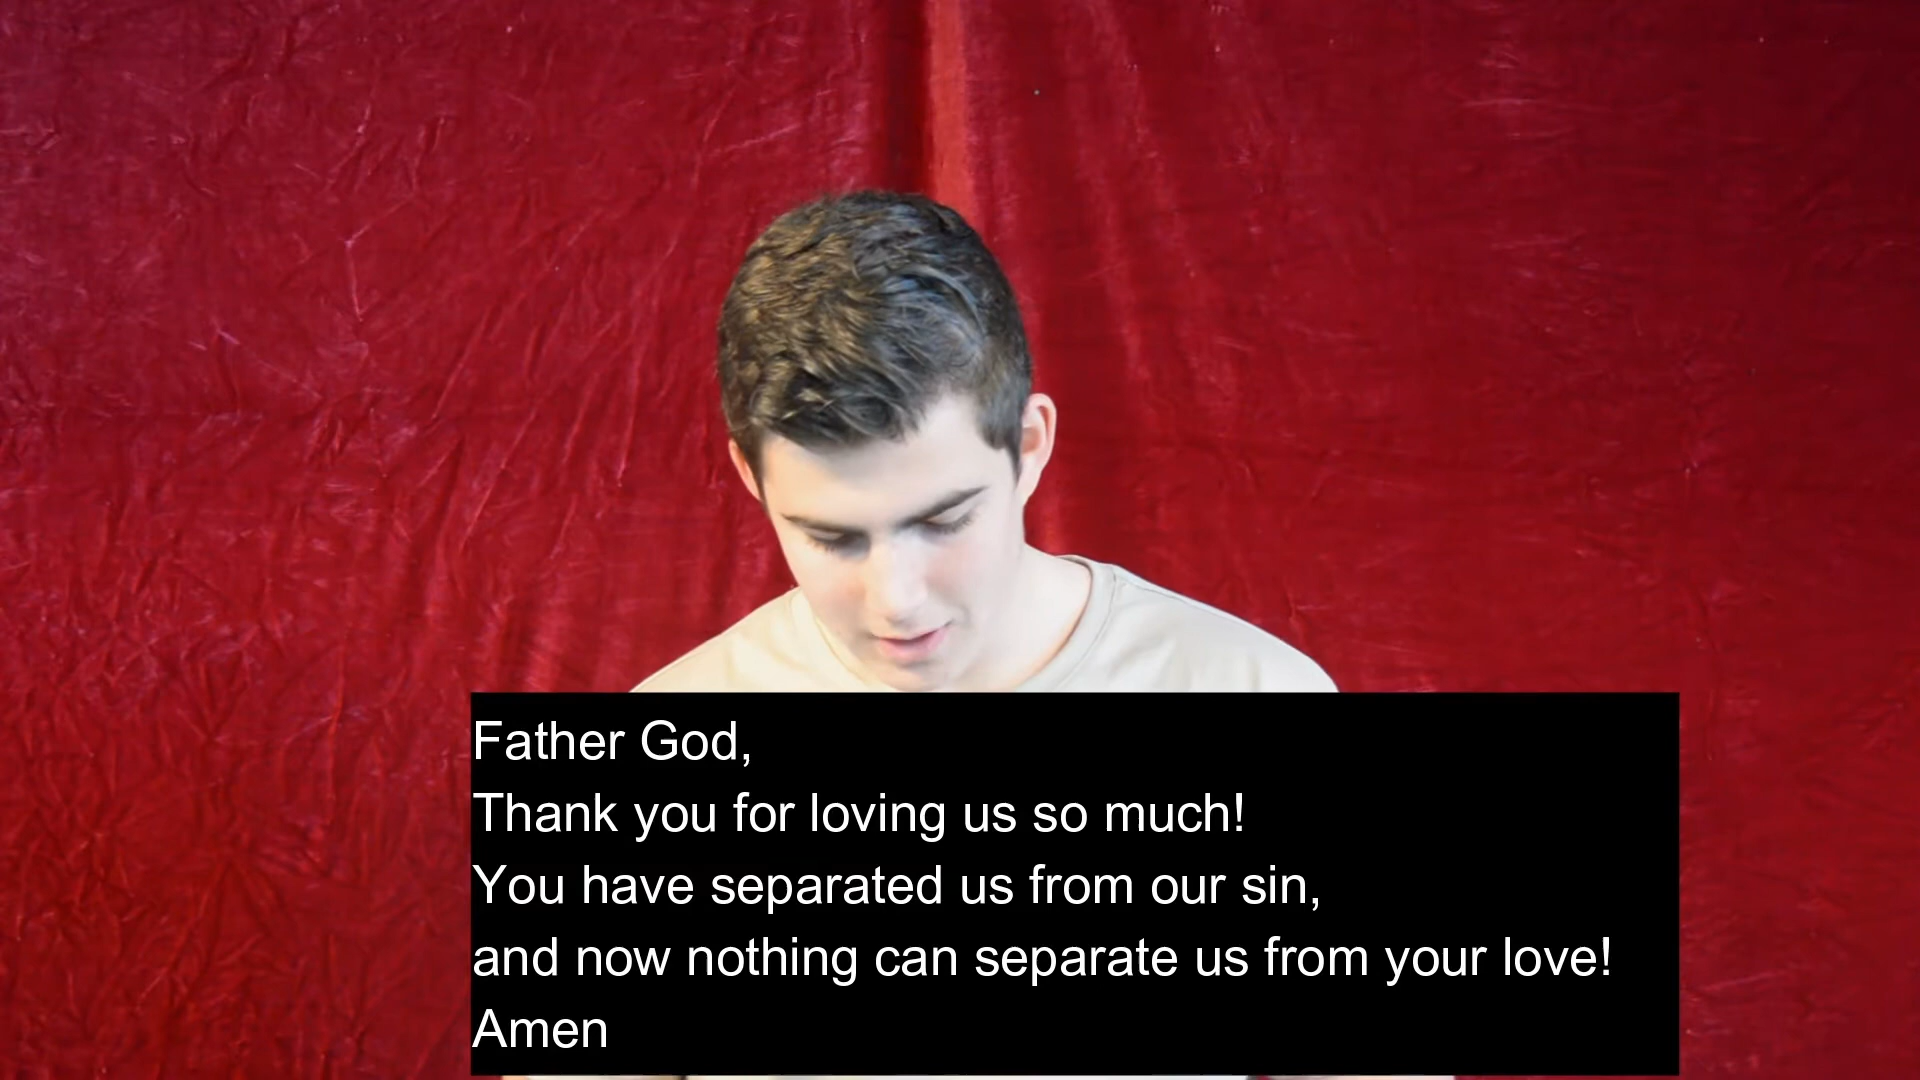 Father God,
Thank you for loving us so much!
You have separated us from our sin,
and now nothing can separate us from your love!
Amen